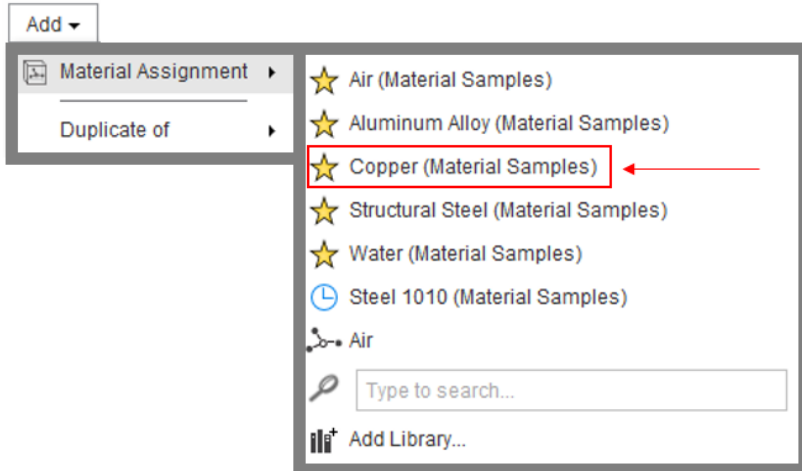 Add
Material Assignment
Duplicate of
Air (Material Samples)
Aluminum Alloy (Material Samples)
Copper (Material Samples)
Structural Steel (Material Samples)
Water (Material Samples)
Steel 1010 (Material Samples)
Air
Type to search...
Add Library...